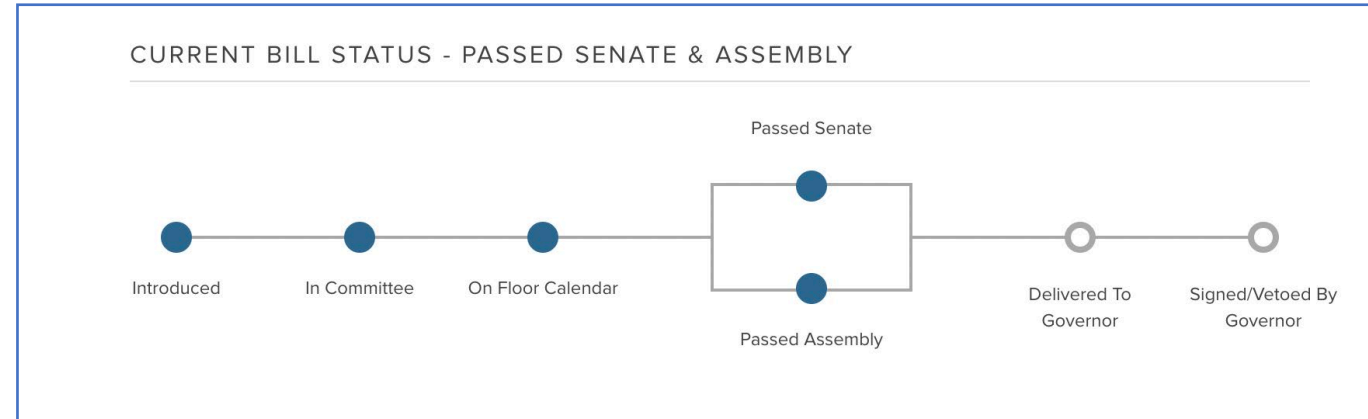 CURRENT BILL STATUS - PASSED SENATE & ASSEMBLY
Passed Senate
Introduced
In Committee
On Floor Calendar
Passed Assembly
Delivered To
Governor
Signed/Vetoed By
Governor